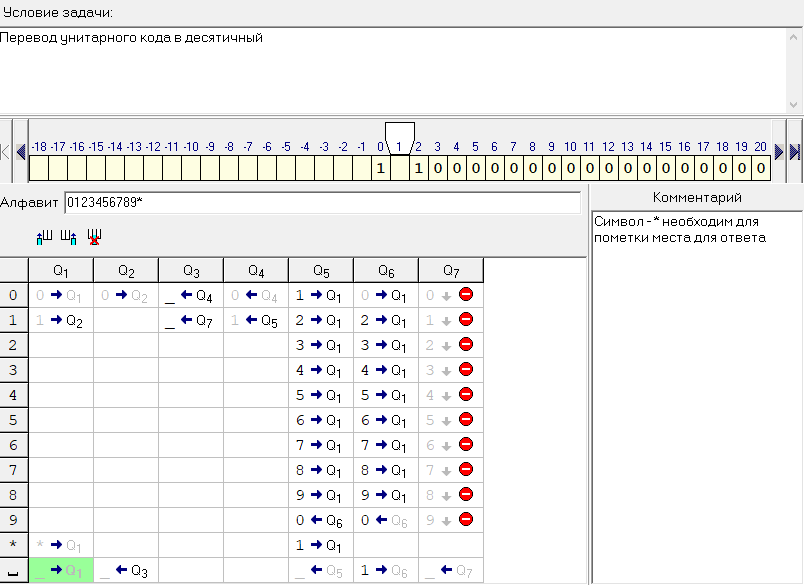 Условие задачи:
Перевод унитарного кода в десятичный
-18 -17 -16 -15 -14 -13 -12 -11 -10 -9 -8 -7 -6 -5 -4 -3 -2 -1 0 1 2 3 4 5 6 7 8 9 10 11 12 13 14 15 16 17 18 19 20
1 1 0 0 0 0 0 0 0 0 0 0 0 0 0 0 0 0 0 0
Алфавит 0123456789*
Комментарий
Символ - * необходим для
пометки места для ответа
Q1 Q2 Q3 Q4 Q5 Q6 Q7
0 0 → Q1 0 → Q2 _ ← Q4 0 ← Q4 1 → Q1 0 → Q1 0 ↓
1 1 → Q2 _ ← Q7 1 ← Q5 2 → Q1 2 → Q1 1 ↓
2 3 → Q1 3 → Q1 2 ↓
3 4 → Q1 4 → Q1 3 ↓
4 5 → Q1 5 → Q1 4 ↓
5 6 → Q1 6 → Q1 5 ↓
6 7 → Q1 7 → Q1 6 ↓
7 8 → Q1 8 → Q1 7 ↓
8 9 → Q1 9 → Q1 8 ↓
9 0 ← Q6 0 ← Q6 9 ↓
* * → Q1 1 → Q1
_ → Q1 _ ← Q3 _ ← Q5 1 → Q6 _ ← Q7